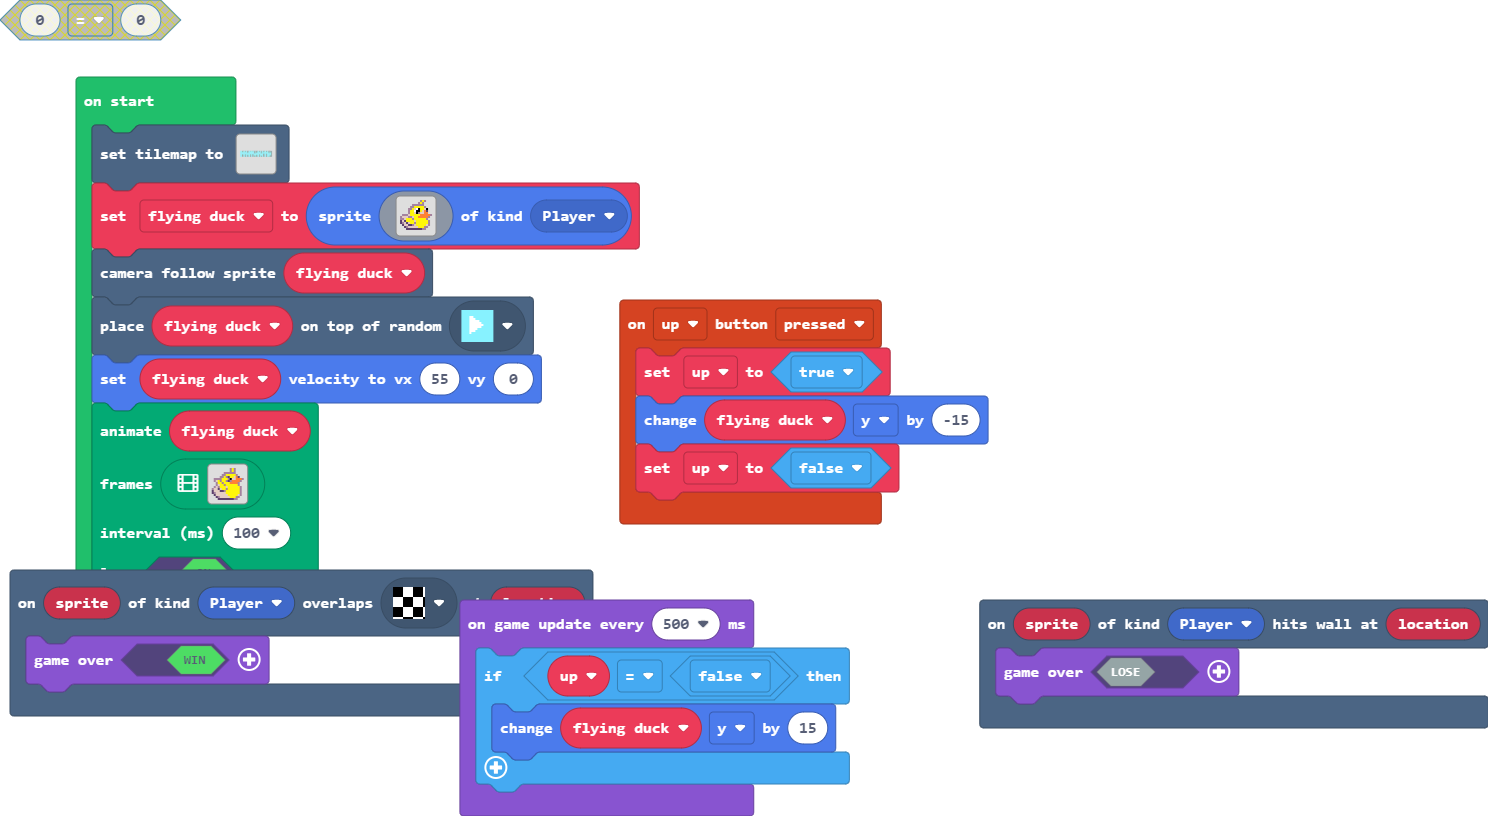 0 = 0
on start
set tilemap to
set flying duck to sprite of kind Player
camera follow sprite flying duck
place flying duck on top of random
set flying duck velocity to vx 55 vy 0
animate flying duck
frames
interval (ms) 100
on up button pressed
set up to true
change flying duck y by -15
set up to false
on sprite of kind Player overlaps
game over WIN
on game update every 500 ms
if up = false then
change flying duck y by 15
on sprite of kind Player hits wall at location
game over LOSE